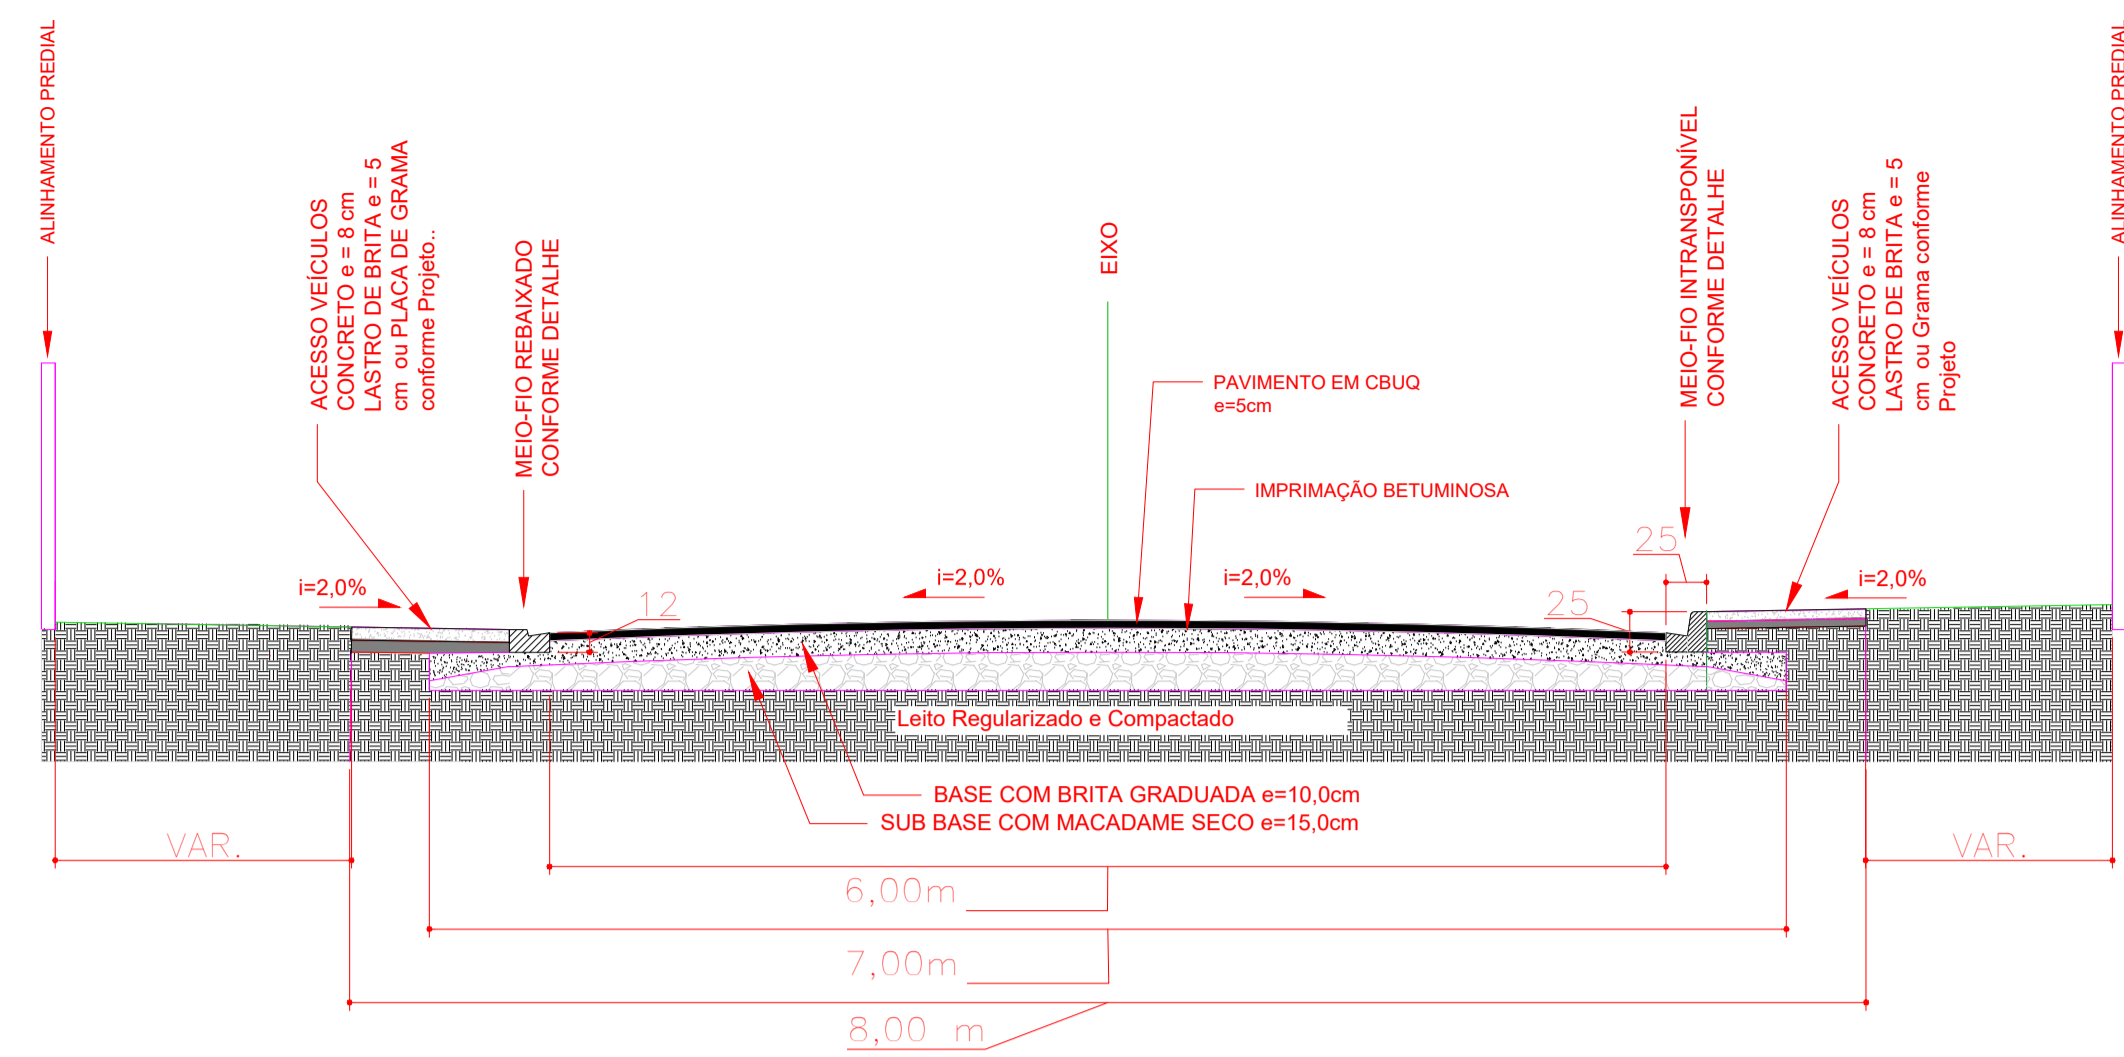 ALINHAMENTO PREDIAL
ACESSO VEÍCULOS
CONCRETO e = 8 cm
LASTRO DE BRITA e = 5
cm ou PLACA DE GRAMA
conforme Projeto..
MEIO-FIO REBAIXADO
CONFORME DETALHE
EIXO
MEIO-FIO INTRANSPONÍVEL
CONFORME DETALHE
ACESSO VEÍCULOS
CONCRETO e = 8 cm
LASTRO DE BRITA e = 5
cm ou Grama conforme
Projeto
ALINHAMENTO PREDIAL
PAVIMENTO EM CBUQ
e=5cm
IMPRIMAÇÃO BETUMINOSA
25
i=2,0%
12
i=2,0%
i=2,0%
25
i=2,0%
Leito Regularizado e Compactado
BASE COM BRITA GRADUADA e=10,0cm
SUB BASE COM MACADAME SECO e=15,0cm
VAR.
VAR.
6,00m
7,00m
8,00 m